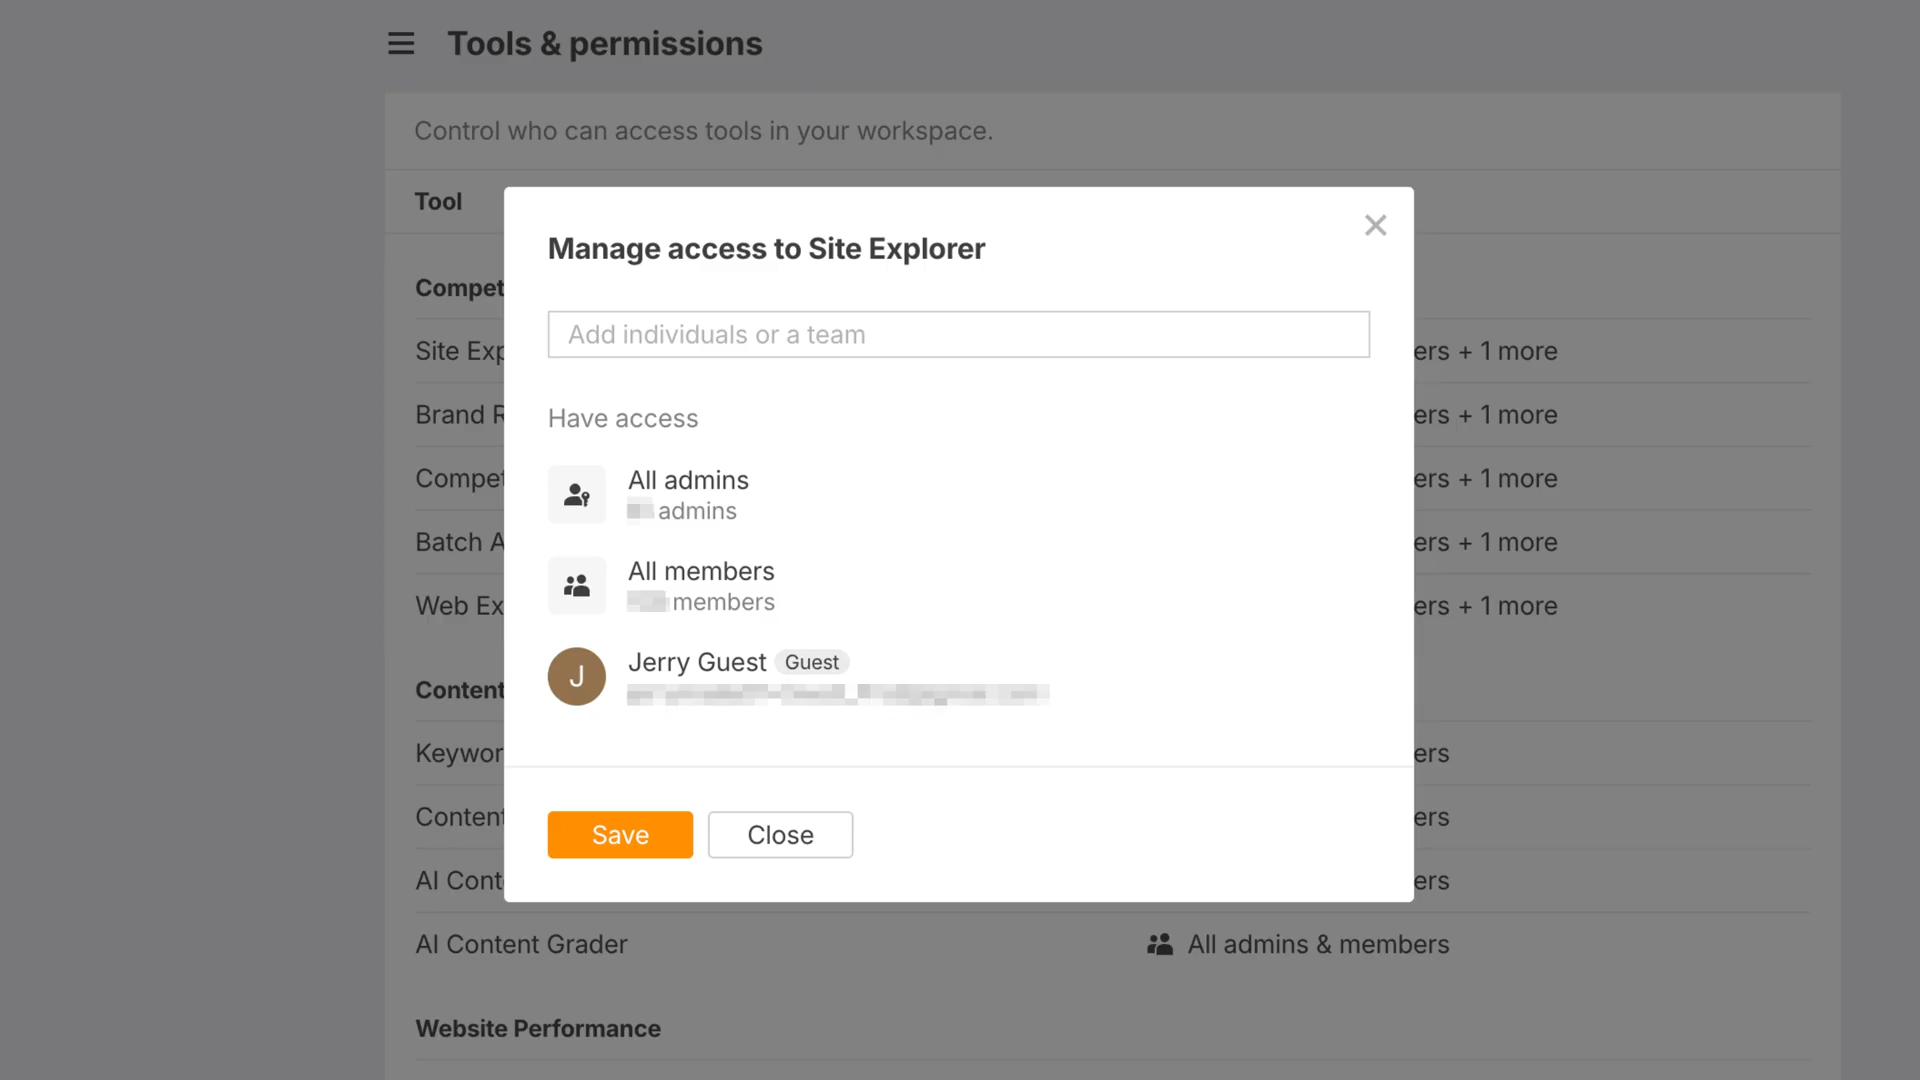 Tools & permissions
Control who can access tools in your workspace.
Tool
Manage access to Site Explorer
Add individuals or a team
Have access
All admins
admins
All members
members
J
Jerry Guest Guest
Save
Close
Compet
Site Exp
ers + 1 more
Brand R
ers + 1 more
Compet
ers + 1 more
Batch A
ers + 1 more
Web Ex
ers + 1 more
Content
Keywor
ers
Content
ers
AI Cont
ers
AI Content Grader
All admins & members
Website Performance